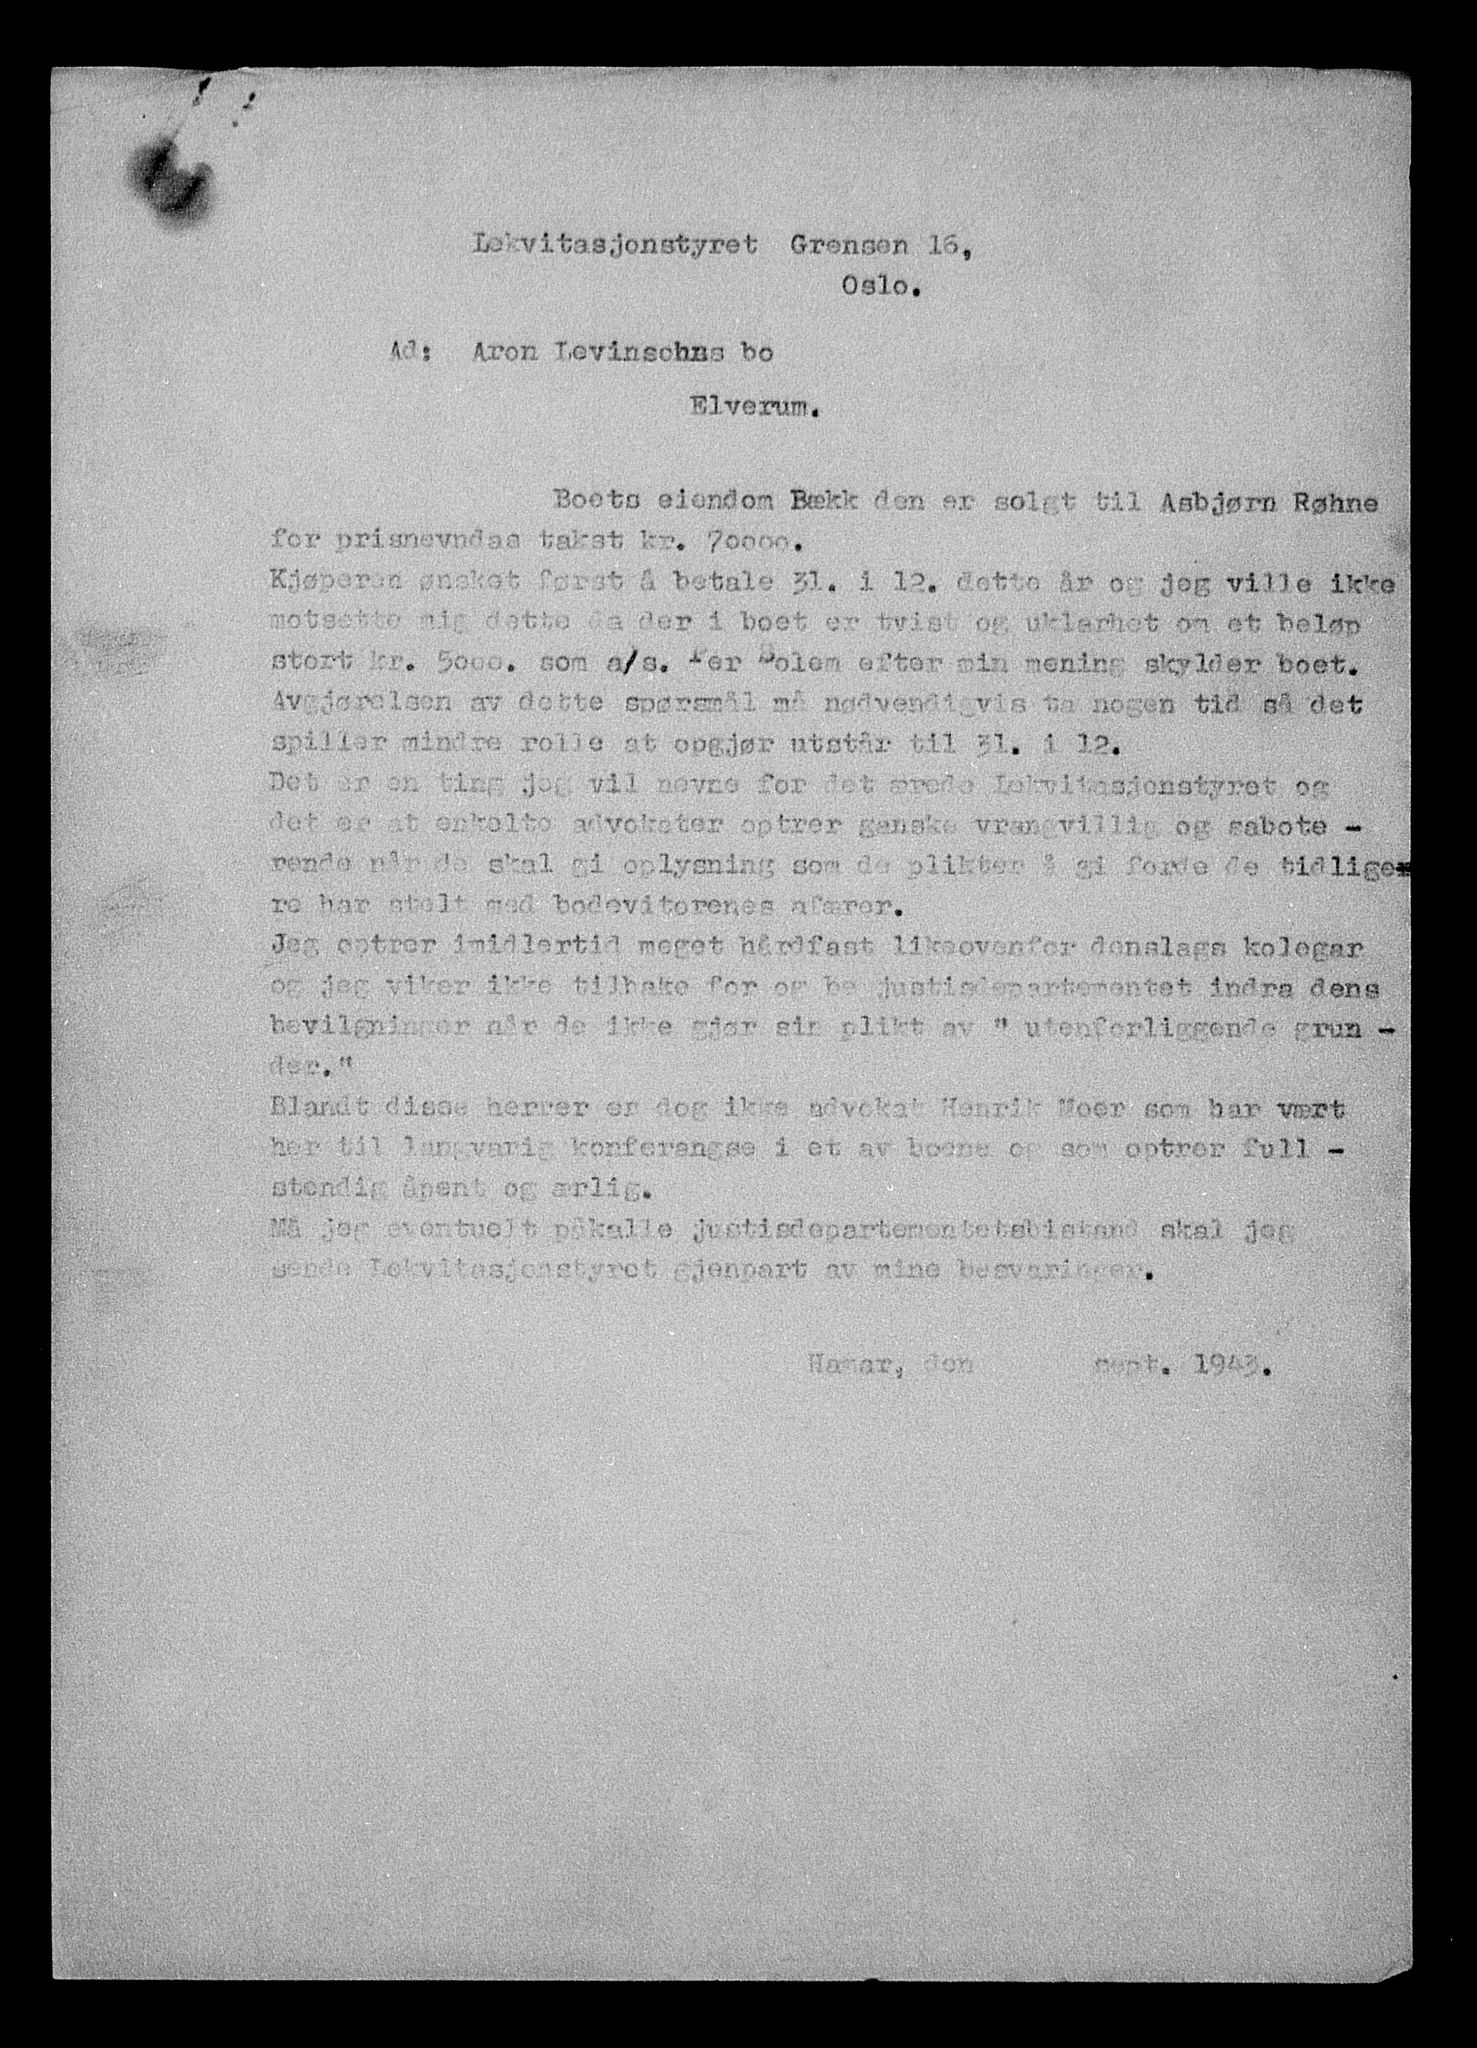 Lekvitasjonstyret Grensen 16,
Oslo.
Ad: Aron Levinsohns bo
Elverum.
Boets eiendom Bækk den er solgt til Asbjørn Røhne
for prisnevndas takst kr. 70000.
Kjøperen ønsket først å betale 31. i 12. dette år og jeg ville ikke
motsette mig dette da der i boet er tvist og uklarhet om et beløp
stort kr. 5000. som a/s. Per Bolem efter min mening skylder boet.
Avgjørelsen av dette spørsmål må nødvendigvis ta nogen tid så det
spiller mindre rolle at opgjør utstår til 31. i 12.
Det er en ting jeg vil nevne for det ærede Lekvitasjonstyret og
det er at enkelte advokater optrer ganske vrangvillig og sabote -
rende når de skal gi oplysning som de plikter å gi forde de tidlige
re har stelt med bodevitorenes afærer.
Jeg optrer imidlertid meget hårdfast likeovenfor denslags kolegar
og jeg viker ikke tilbake for og be justisdepartementet indra dens
bevilgninger når de ikke gjør sin plikt av " utenforliggende grun -
der."
Blandt disse herrer er dog ikke advokat Henrik Moer som har vært
her til langvarig konferangse i et av boene og som optrer full -
stendig åpent og ærlig.
Må jeg eventuelt påkalle justisdepartementetsbistand skal jeg
sende Lekvitasjonstyret gjenpart av mine besvaringer.
Hamar, den sept. 1943.